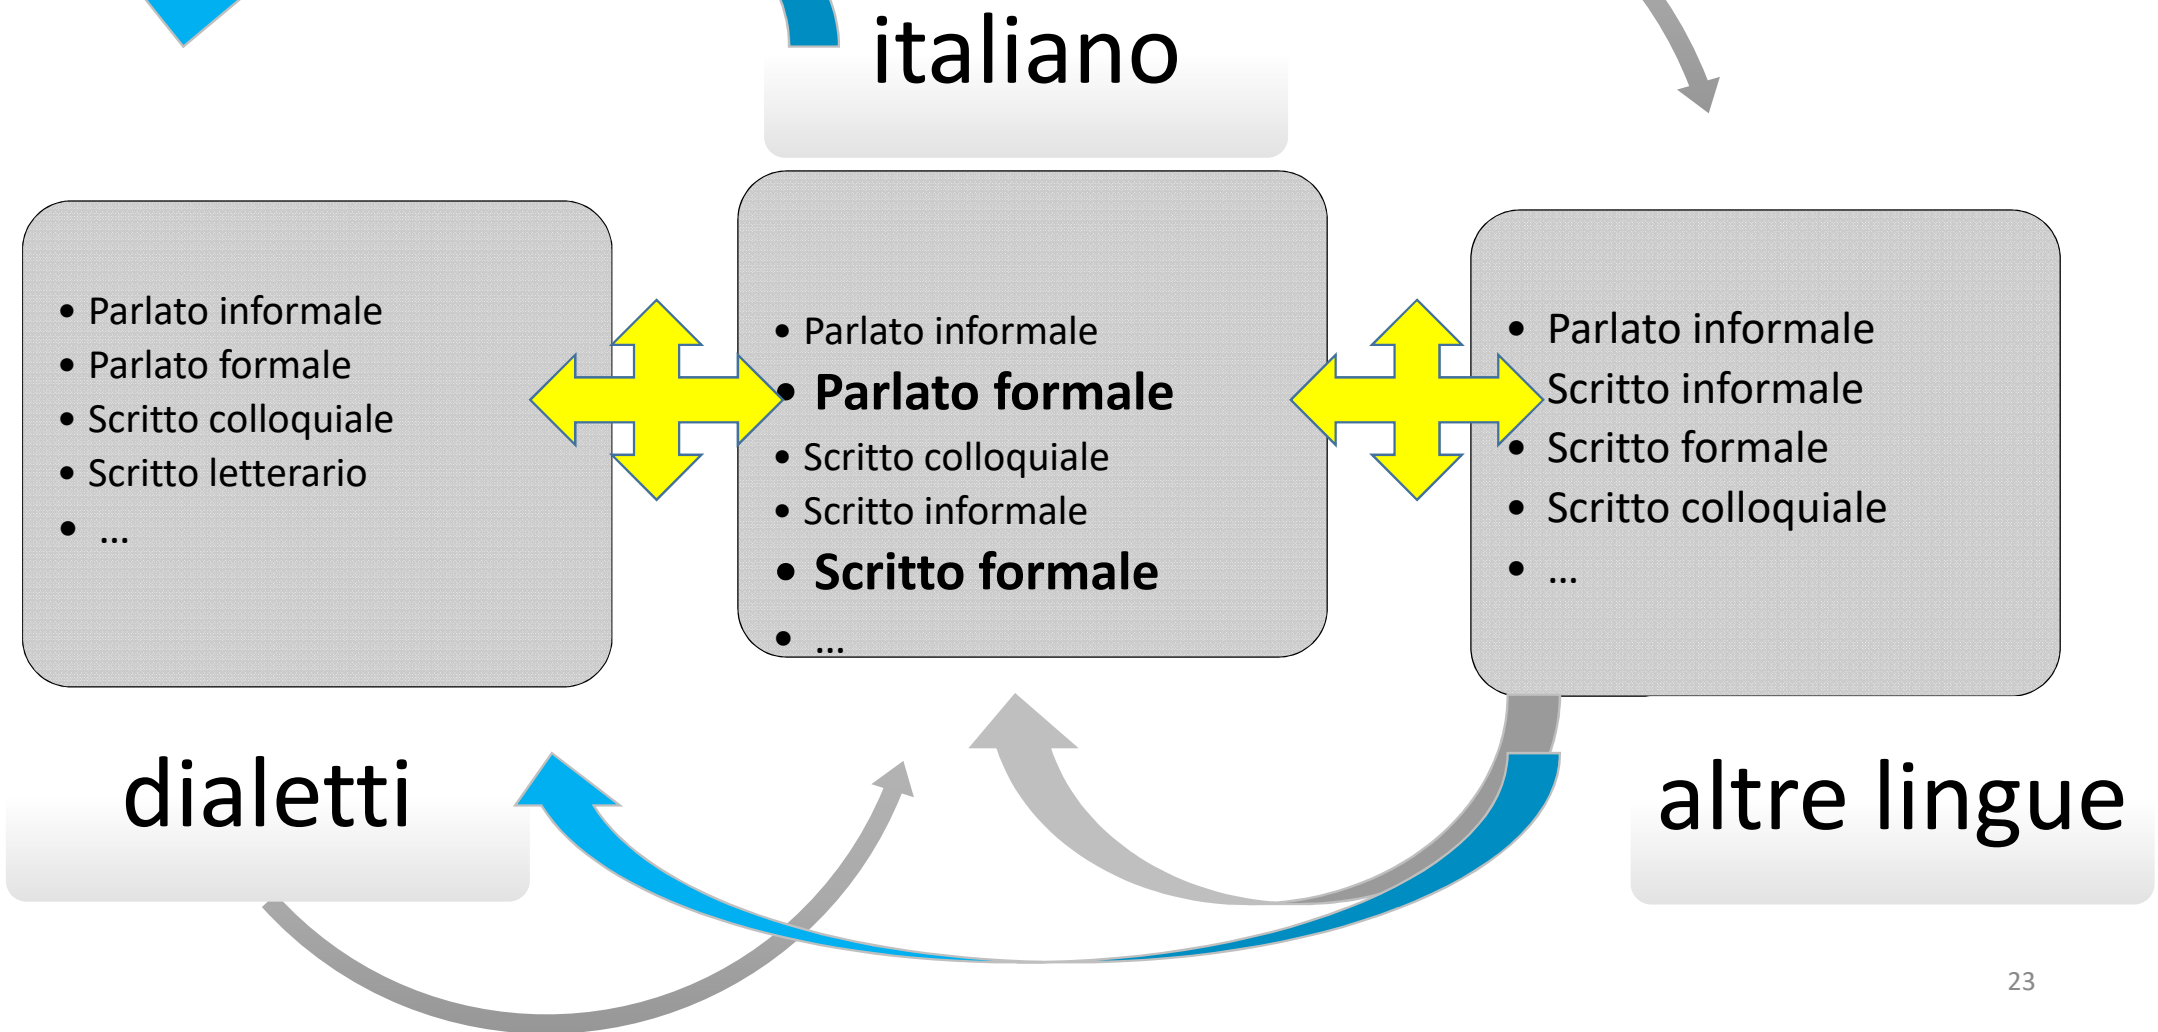 italiano
• Parlato informale
• Parlato formale
• Scritto colloquiale
• Scritto letterario
• ...
• Parlato informale
• Parlato formale
• Scritto colloquiale
• Scritto informale
• Scritto formale
• ...
• Parlato informale
Scritto informale
• Scritto formale
• Scritto colloquiale
• ...
dialetti
altre lingue
23